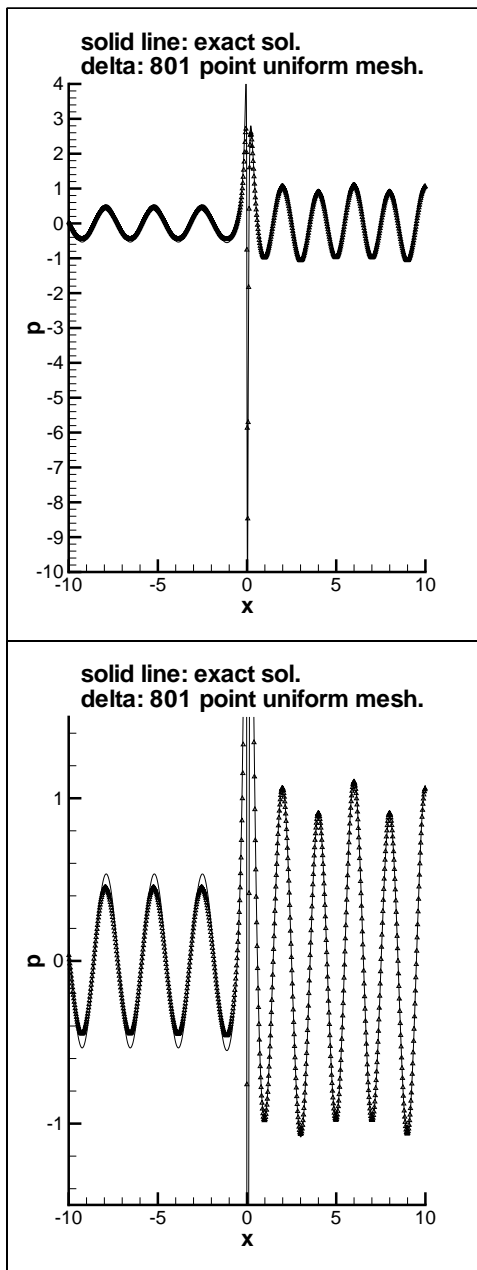 solid line: exact sol.
delta: 801 point uniform mesh.
4
3
2
1
0
-1
-2
-3
-4
-5
-6
-7
-8
-9
-10
p
-10 -5 0 5 10
x
solid line: exact sol.
delta: 801 point uniform mesh.
1
0
-1
p
-10 -5 0 5 10
x